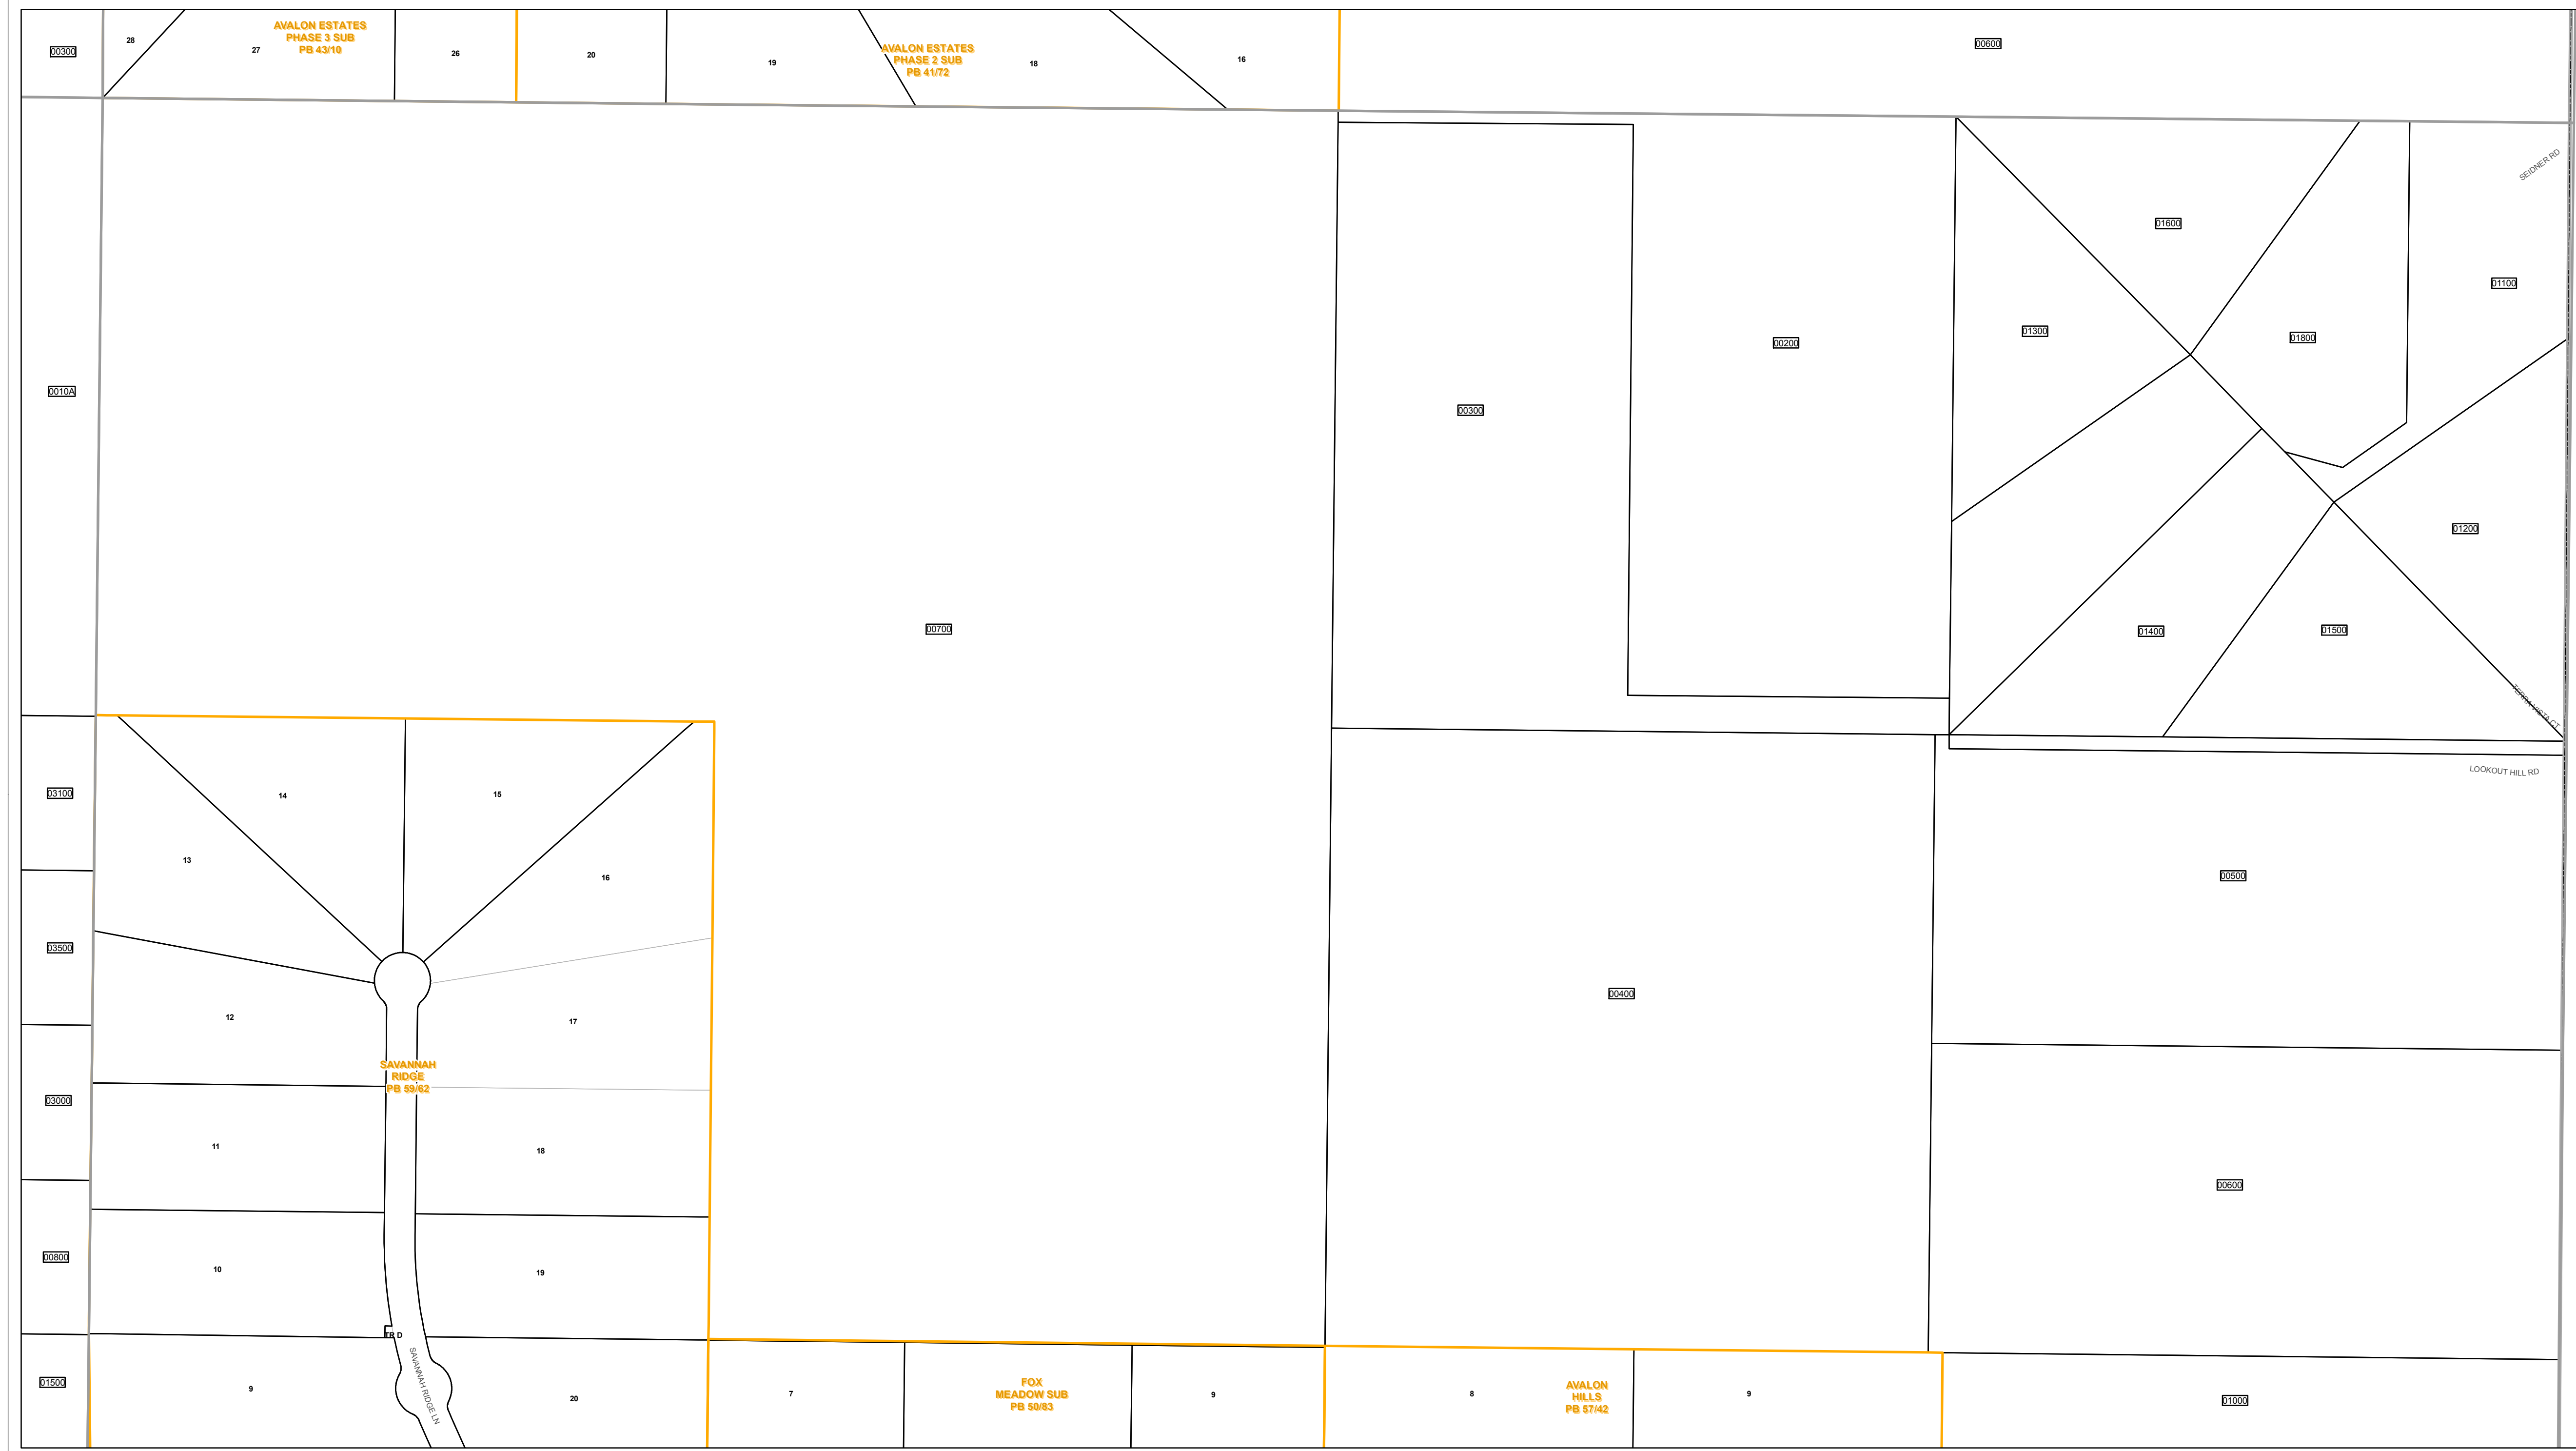 00300
28
27
AVALON ESTATES
PHASE 3 SUB
PB 43/10
26
20
19
AVALON ESTATES
PHASE 2 SUB
PB 41/72
18
16
00600
SEIDNER RD
01600
01100
01300
01800
00200
0010A
00300
01200
00700
01400
01500
TERRA VISTA CT
LOOKOUT HILL RD
03100
14
15
13
16
00500
03500
00400
12
17
SAVANNAH
RIDGE
PB 59/62
03000
11
18
00600
00800
10
19
TR D
SAVANNAH RIDGE LN
01500
9
20
7
FOX
MEADOW SUB
PB 50/83
9
8
AVALON
HILLS
PB 57/42
9
01000